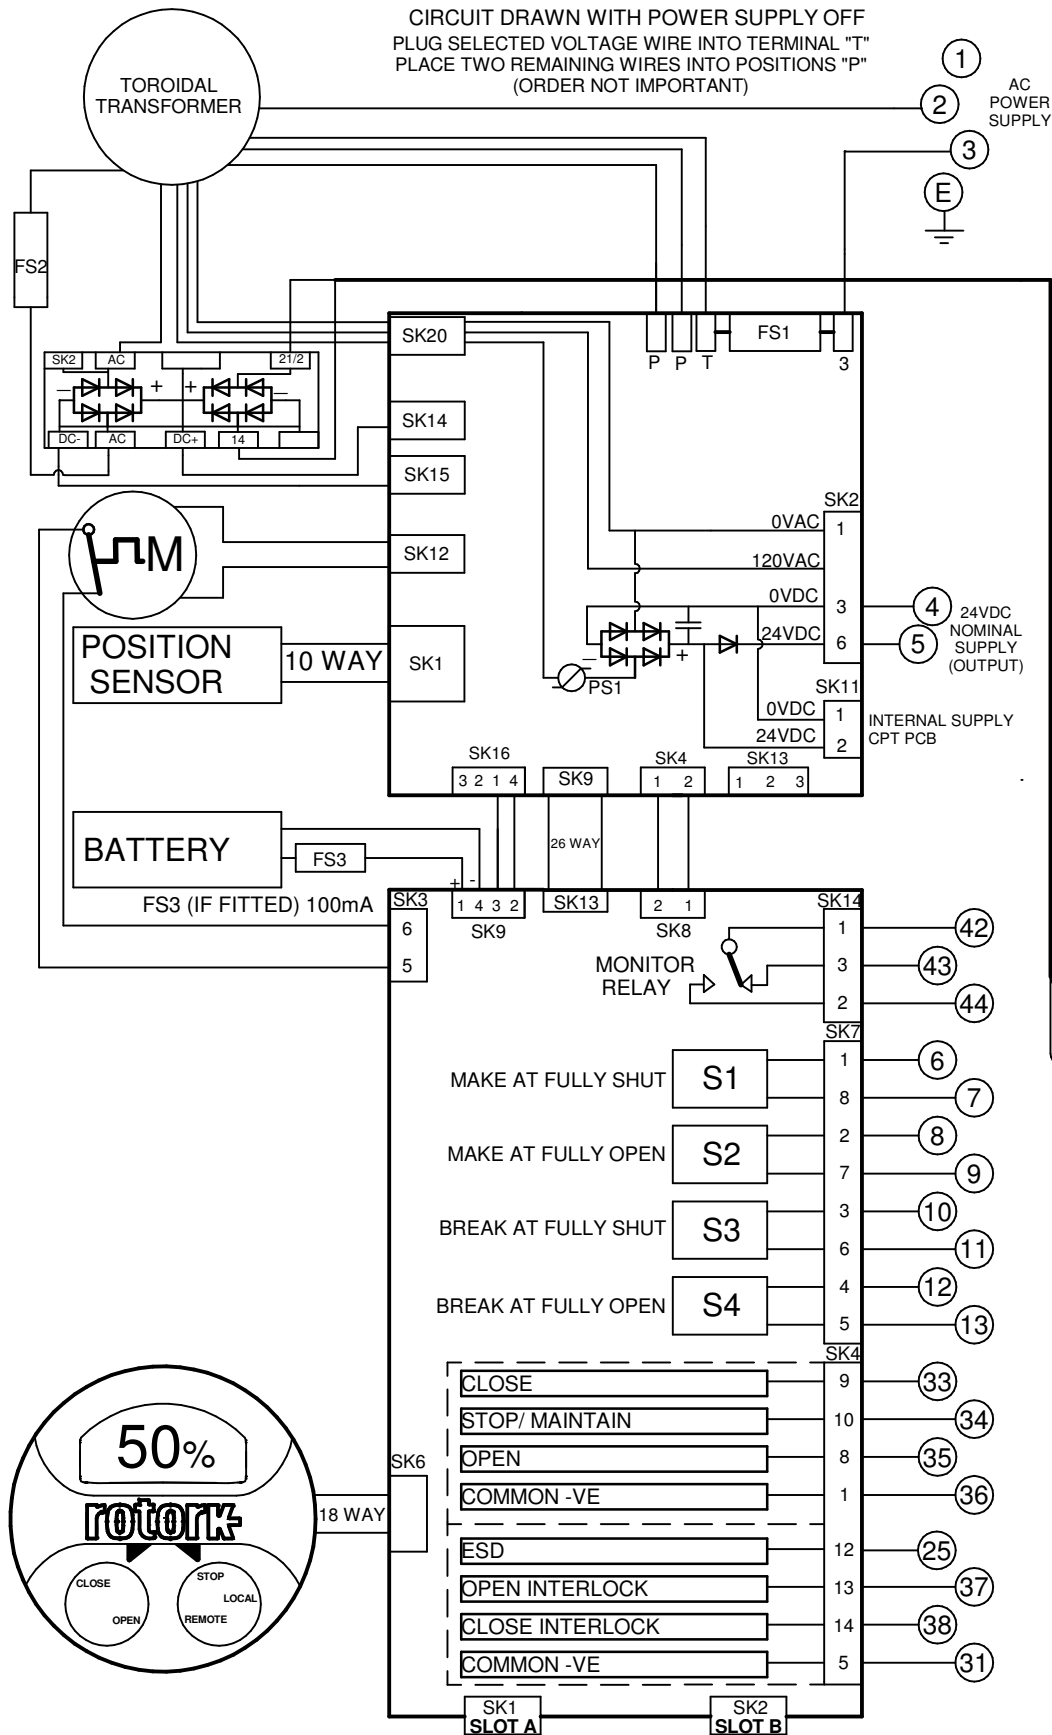 CIRCUIT DRAWN WITH POWER SUPPLY OFF
PLUG SELECTED VOLTAGE WIRE INTO TERMINAL "T"
PLACE TWO REMAINING WIRES INTO POSITIONS "P"
(ORDER NOT IMPORTANT)
TOROIDAL
TRANSFORMER
1
2
3
E
AC
POWER
SUPPLY
FS2
SK2
AC
21/2
–
+
+
–
DC-
AC
DC+
14
SK20
SK14
SK15
SK12
SK1
P
P
T
FS1
3
M
POSITION
SENSOR
10 WAY
SK2
0VAC
1
120VAC
0VDC
3
24VDC
6
4
5
24VDC
NOMINAL
SUPPLY
(OUTPUT)
–
+
PS1
SK11
0VDC
1
24VDC
2
INTERNAL SUPPLY
CPT PCB
SK16
3 2 1 4
SK9
SK4
1 2
SK13
1 2 3
26 WAY
BATTERY
FS3
+ -
FS3 (IF FITTED) 100mA
SK3
6
5
1 4 3 2
SK9
SK13
2 1
SK8
SK14
MONITOR
RELAY
1
3
2
42
43
44
SK7
MAKE AT FULLY SHUT
S1
1
8
6
7
MAKE AT FULLY OPEN
S2
2
7
8
9
BREAK AT FULLY SHUT
S3
3
6
10
11
BREAK AT FULLY OPEN
S4
4
5
12
13
SK4
CLOSE
9
33
STOP/ MAINTAIN
10
34
OPEN
8
35
COMMON -VE
1
36
ESD
12
25
OPEN INTERLOCK
13
37
CLOSE INTERLOCK
14
38
COMMON -VE
5
31
50%
rotork
CLOSE
OPEN
STOP
LOCAL
REMOTE
18 WAY
SK6
SK1
SLOT A
SK2
SLOT B